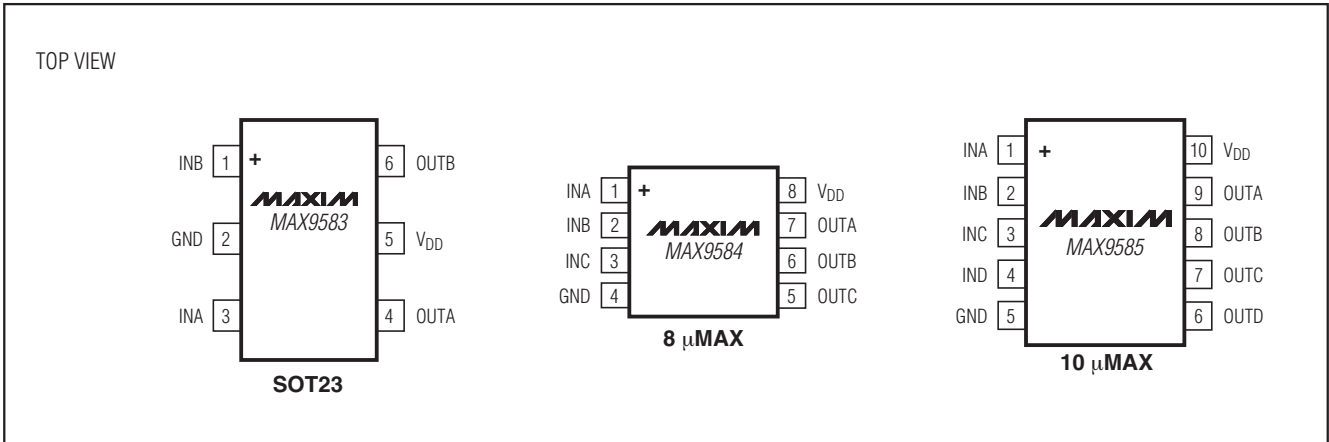 TOP VIEW
INB 1 + 6 OUTB
MAXIM
MAX9583
GND 2 5 VDD
INA 3 4 OUTA
SOT23
INA 1 + 8 VDD
INB 2 MAXIM 7 OUTA
MAX9584
INC 3 6 OUTB
GND 4 5 OUTC
8 µMAX
INA 1 + 10 VDD
INB 2 9 OUTA
MAXIM
INC 3 8 OUTB
MAX9585
IND 4 7 OUTC
GND 5 6 OUTD
10 µMAX